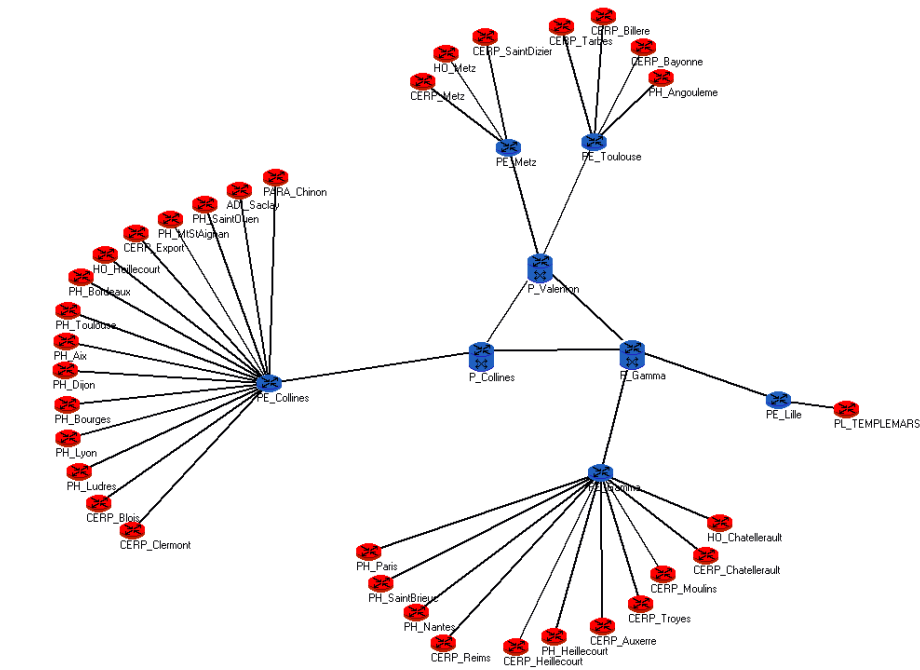 CERP_Billere
CERP_Tarbes
CERP_SaintDizier
CERP_Bayonne
HO_Metz
PH_Angouleme
CERP_Metz
PE_Metz
PE_Toulouse
PARA_Chinon
ADI_Saclay
PH_SaintOuen
PH_MtStAignan
CERP_Export
HO_Heillecourt
PH_Bordeaux
P_Valenton
PH_Toulouse
PH_Aix
P_Collines
P_Gamma
PH_Dijon
PE_Collines
PE_Lille
PL_TEMPLEMARS
PH_Bourges
PH_Lyon
PH_Ludres
PE_Gamma
CERP_Blois
CERP_Clermont
HO_Chatellerault
PH_Paris
CERP_Chatellerault
CERP_Moulins
PH_SaintBrieuc
CERP_Troyes
PH_Nantes
CERP_Auxerre
PH_Heillecourt
CERP_Reims
CERP_Heillecourt